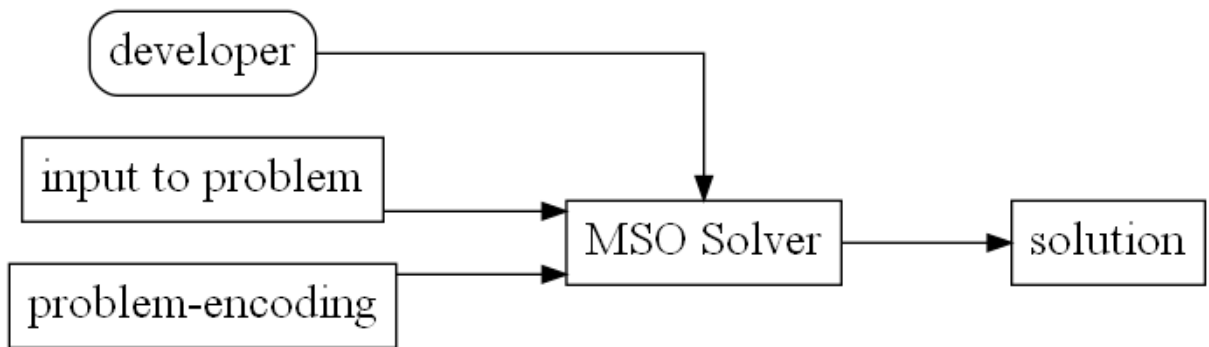 developer
input to problem
problem-encoding
MSO Solver
solution